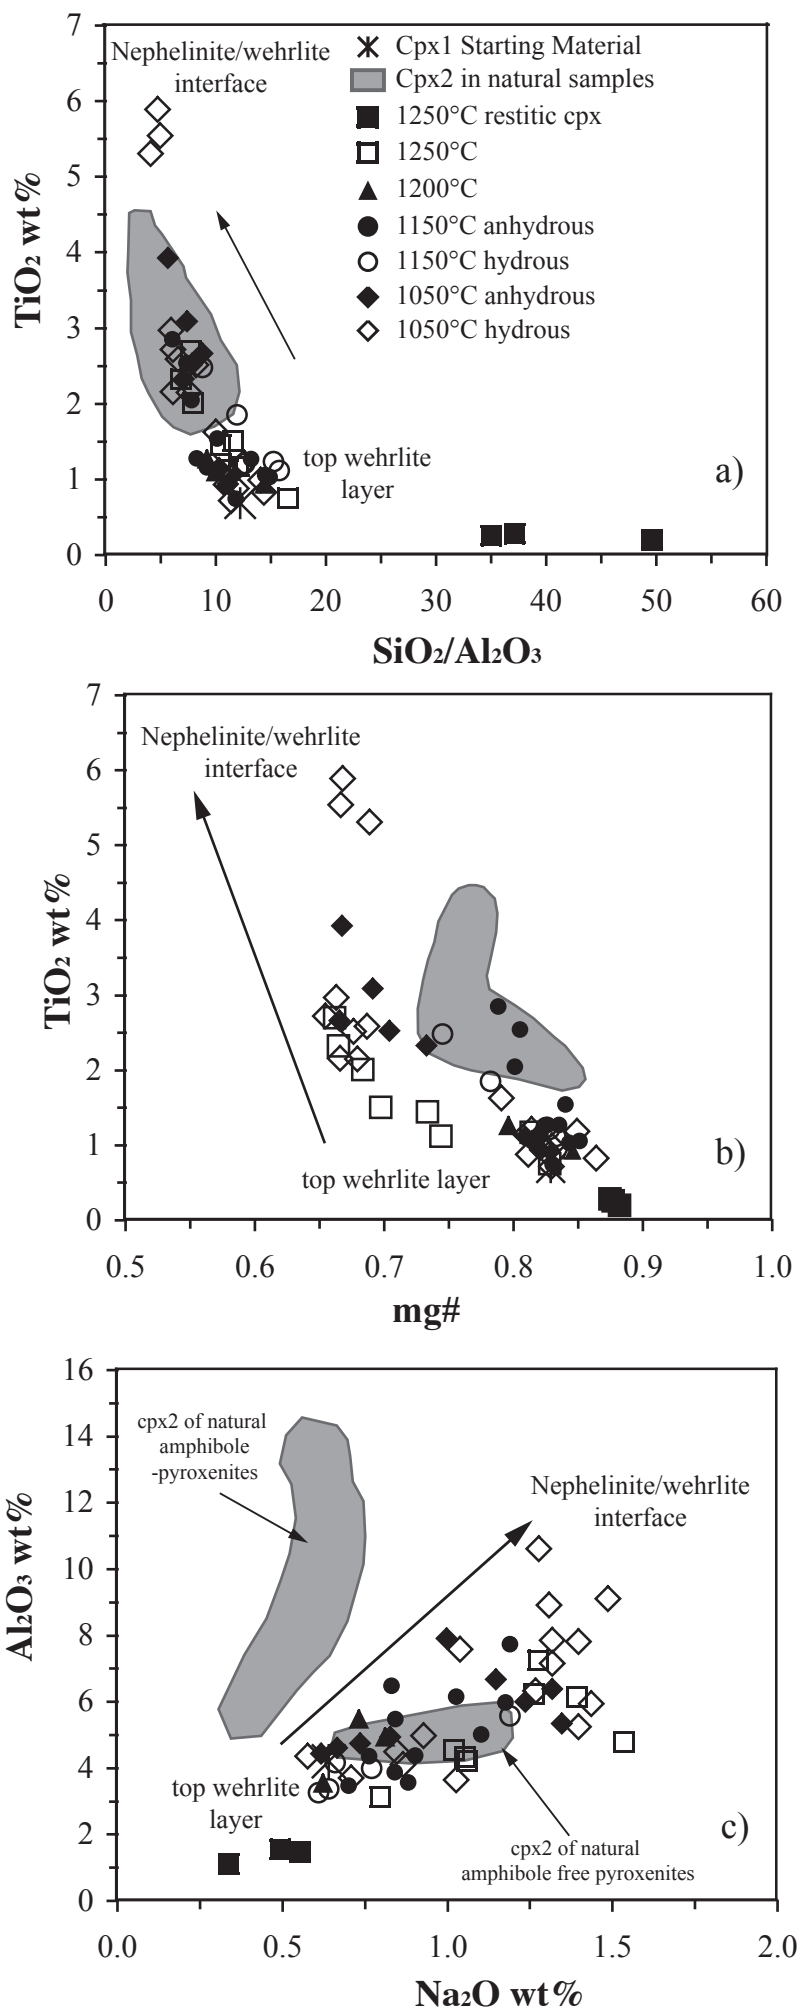 7
6
5
4
3
2
1
0
TiO₂ wt%
Nephelinite/wehrlite
interface
Cpx1 Starting Material
Cpx2 in natural samples
1250°C restitic cpx
1250°C
1200°C
1150°C anhydrous
1150°C hydrous
1050°C anhydrous
1050°C hydrous
top wehrlite
layer
a)
0 10 20 30 40 50 60
SiO₂/Al₂O₃
7
6
5
4
3
2
1
0
TiO₂ wt%
Nephelinite/wehrlite
interface
top wehrlite layer
b)
0.5 0.6 0.7 0.8 0.9 1.0
mg#
16
14
12
10
8
6
4
2
0
Al₂O₃ wt%
cpx2 of natural
amphibole
-pyroxenites
Nephelinite/wehrlite
interface
top wehrlite
layer
cpx2 of natural
amphibole free pyroxenites
c)
0.0 0.5 1.0 1.5 2.0
Na₂O wt%